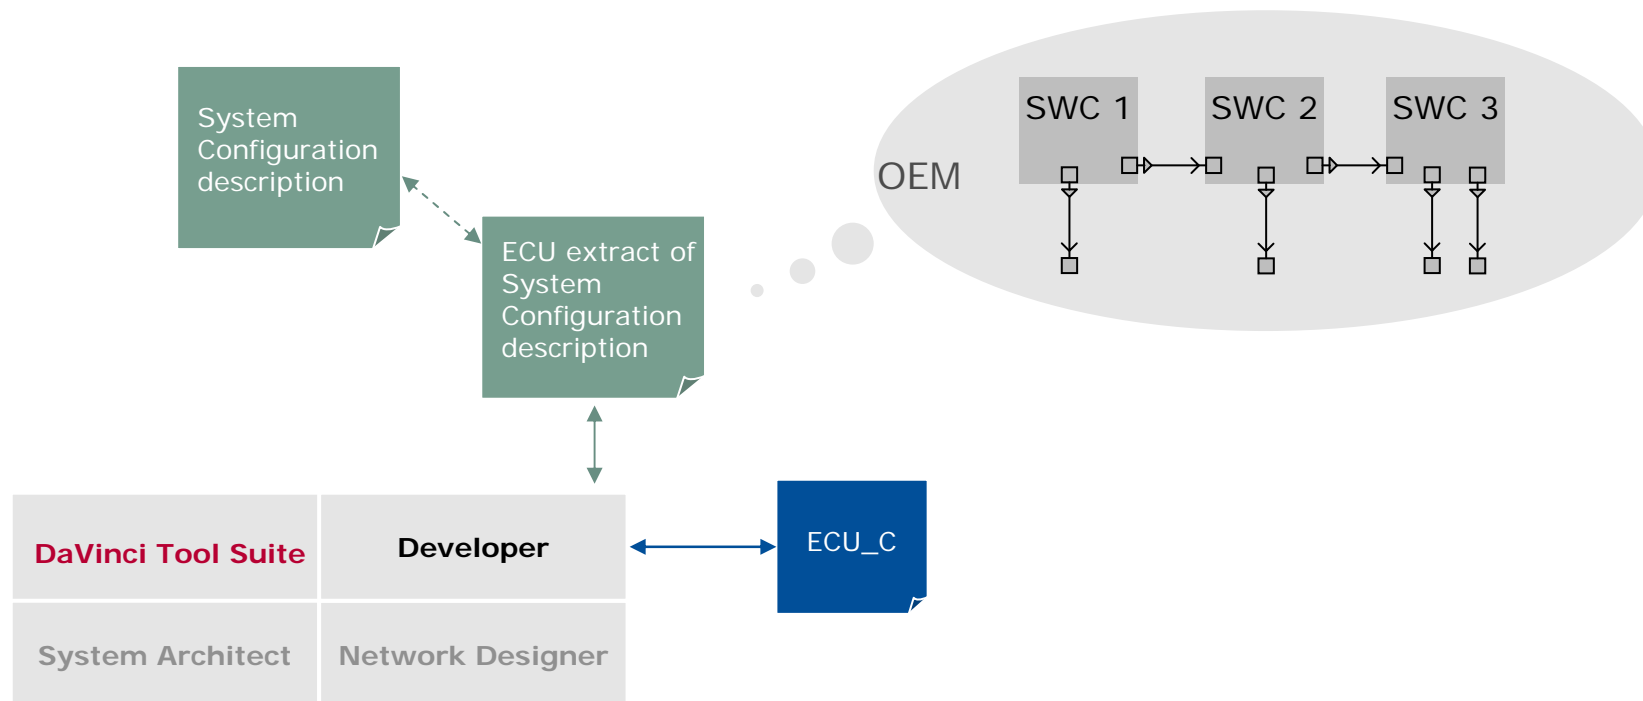 System
Configuration
description
ECU extract of
System
Configuration
description
OEM
SWC 1
SWC 2
SWC 3
DaVinci Tool Suite
Developer
ECU_C
System Architect
Network Designer